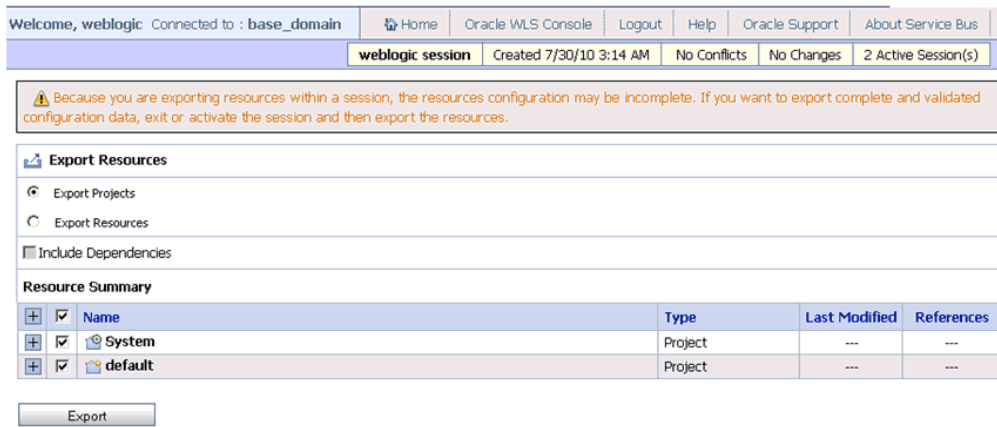 Welcome, weblogic Connected to : base_domain Home Oracle WLS Console Logout Help Oracle Support About Service Bus
weblogic session Created 7/30/10 3:14 AM No Conflicts No Changes 2 Active Session(s)
Because you are exporting resources within a session, the resources configuration may be incomplete. If you want to export complete and validated
configuration data, exit or activate the session and then export the resources.
Export Resources
Export Projects
Export Resources
Include Dependencies
Resource Summary
Name Type Last Modified References
System Project --- ---
default Project --- ---
Export